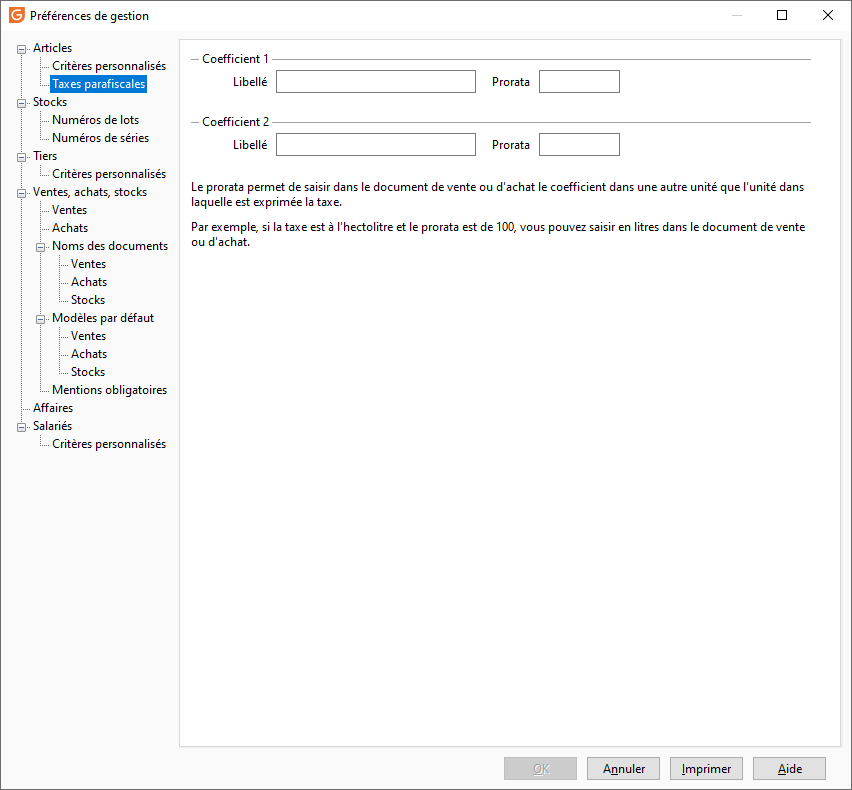 Préférences de gestion
Articles
Critères personnalisés
Taxes parafiscales
Stocks
Numéros de lots
Numéros de séries
Tiers
Critères personnalisés
Ventes, achats, stocks
Ventes
Achats
Noms des documents
Ventes
Achats
Stocks
Modèles par défaut
Ventes
Achats
Stocks
Mentions obligatoires
Affaires
Salariés
Critères personnalisés
Coefficient 1
Libellé Prorata
Coefficient 2
Libellé Prorata
Le prorata permet de saisir dans le document de vente ou d'achat le coefficient dans une autre unité que l'unité dans
laquelle est exprimée la taxe.
Par exemple, si la taxe est à l'hectolitre et le prorata est de 100, vous pouvez saisir en litres dans le document de vente
ou d'achat.
OK Annuler Imprimer Aide